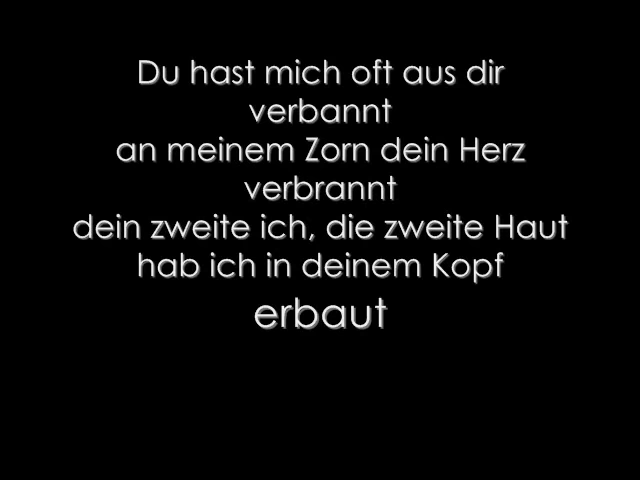 Du hast mich oft aus dir
verbannt
an meinem Zorn dein Herz
verbrannt
dein zweite ich, die zweite Haut
hab ich in deinem Kopf
erbaut